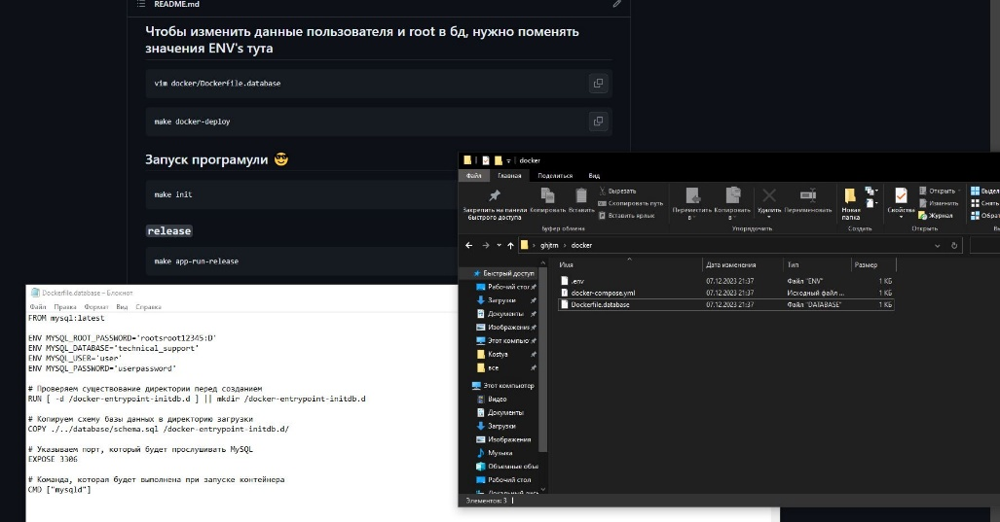 README.md
Чтобы изменить данные пользователя и root в бд, нужно поменять
значения ENV's тута
vim docker/Dockerfile.database
make docker-deploy
Запуск програмули 😎
make init
release
make app-run-release
docker
Файл Главная Поделиться Вид
Закрепить на панели
быстрого доступа
Копировать Вставить
Вырезать
Скопировать путь
Вставить ярлык
Буфер обмена
Переместить
в
Копировать
в
Удалить Переименовать
Упорядочить
Новая
папка
Создать
Свойства
Открыть
Изменить
Журнал
Открыть
ghjtrn › docker
Имя Дата изменения Тип Размер
.env 07.12.2023 21:37 Файл "ENV" 1 КБ
docker-compose.yml 07.12.2023 21:37 Исходный файл ... 1 КБ
Dockerfile.database 07.12.2023 21:37 Файл "DATABASE" 1 КБ
Быстрый доступ
Рабочий стол
Загрузки
Документы
Изображения
Этот компью
Kostya
все
Этот компьютер
Видео
Документы
Загрузки
Изображения
Музыка
Объемные объе
Рабочий стол
Элементов: 3
Dockerfile.database – Блокнот
Файл Правка Формат Вид Справка
FROM mysql:latest
ENV MYSQL_ROOT_PASSWORD='rootsroot12345:D'
ENV MYSQL_DATABASE='technical_support'
ENV MYSQL_USER='user'
ENV MYSQL_PASSWORD='userpassword'
# Проверяем существование директории перед созданием
RUN [ -d /docker-entrypoint-initdb.d ] || mkdir /docker-entrypoint-initdb.d
# Копируем схему базы данных в директорию загрузки
COPY ./../database/schema.sql /docker-entrypoint-initdb.d/
# Указываем порт, который будет прослушивать MySQL
EXPOSE 3306
# Команда, которая будет выполнена при запуске контейнера
CMD ["mysqld"]